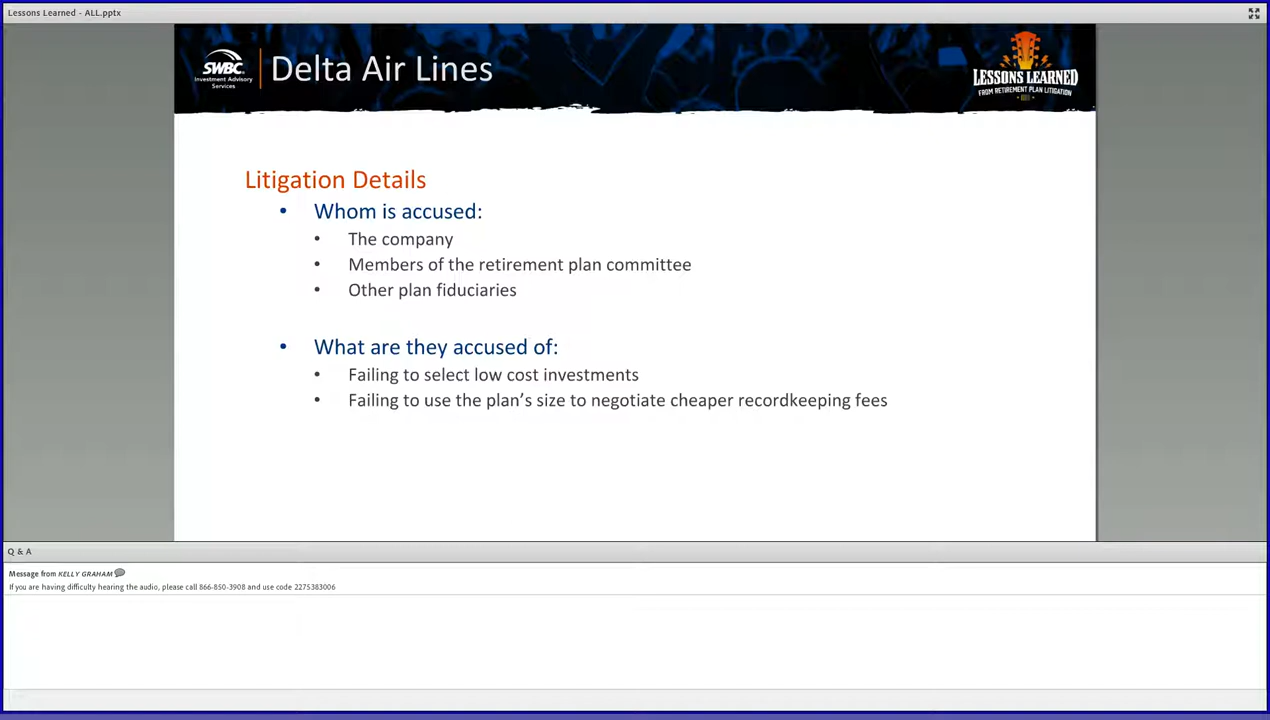 Lessons Learned - ALL.pptx
SWBC
Investment Advisory
Services
Delta Air Lines
LESSONS LEARNED
FROM RETIREMENT PLAN LITIGATION
Litigation Details
• Whom is accused:
• The company
• Members of the retirement plan committee
• Other plan fiduciaries
• What are they accused of:
• Failing to select low cost investments
• Failing to use the plan’s size to negotiate cheaper recordkeeping fees
Q & A
Message from KELLY GRAHAM
If you are having difficulty hearing the audio, please call 866-850-3908 and use code 2275383006